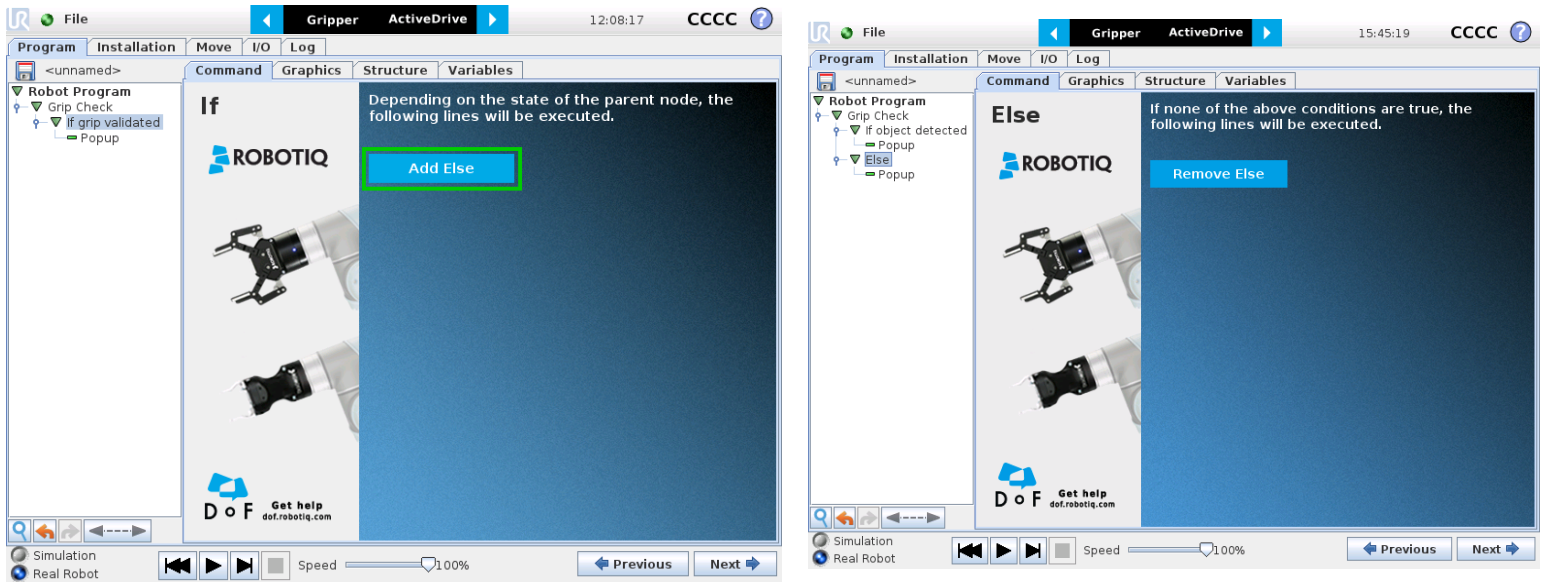 File
Gripper ActiveDrive
12:08:17
CCCC
?
Program Installation Move I/O Log
<unnamed>
Command Graphics Structure Variables
Robot Program
Grip Check
If grip validated
Popup
If
Depending on the state of the parent node, the
following lines will be executed.
ROBOTIQ
Add Else
DoF
Get help
dof.robotiq.com
Simulation
Real Robot
Speed 100%
Previous
Next
File
Gripper ActiveDrive
15:45:19
CCCC
?
Program Installation Move I/O Log
<unnamed>
Command Graphics Structure Variables
Robot Program
Grip Check
If object detected
Popup
Else
Popup
Else
If none of the above conditions are true, the
following lines will be executed.
ROBOTIQ
Remove Else
DoF
Get help
dof.robotiq.com
Simulation
Real Robot
Speed 100%
Previous
Next